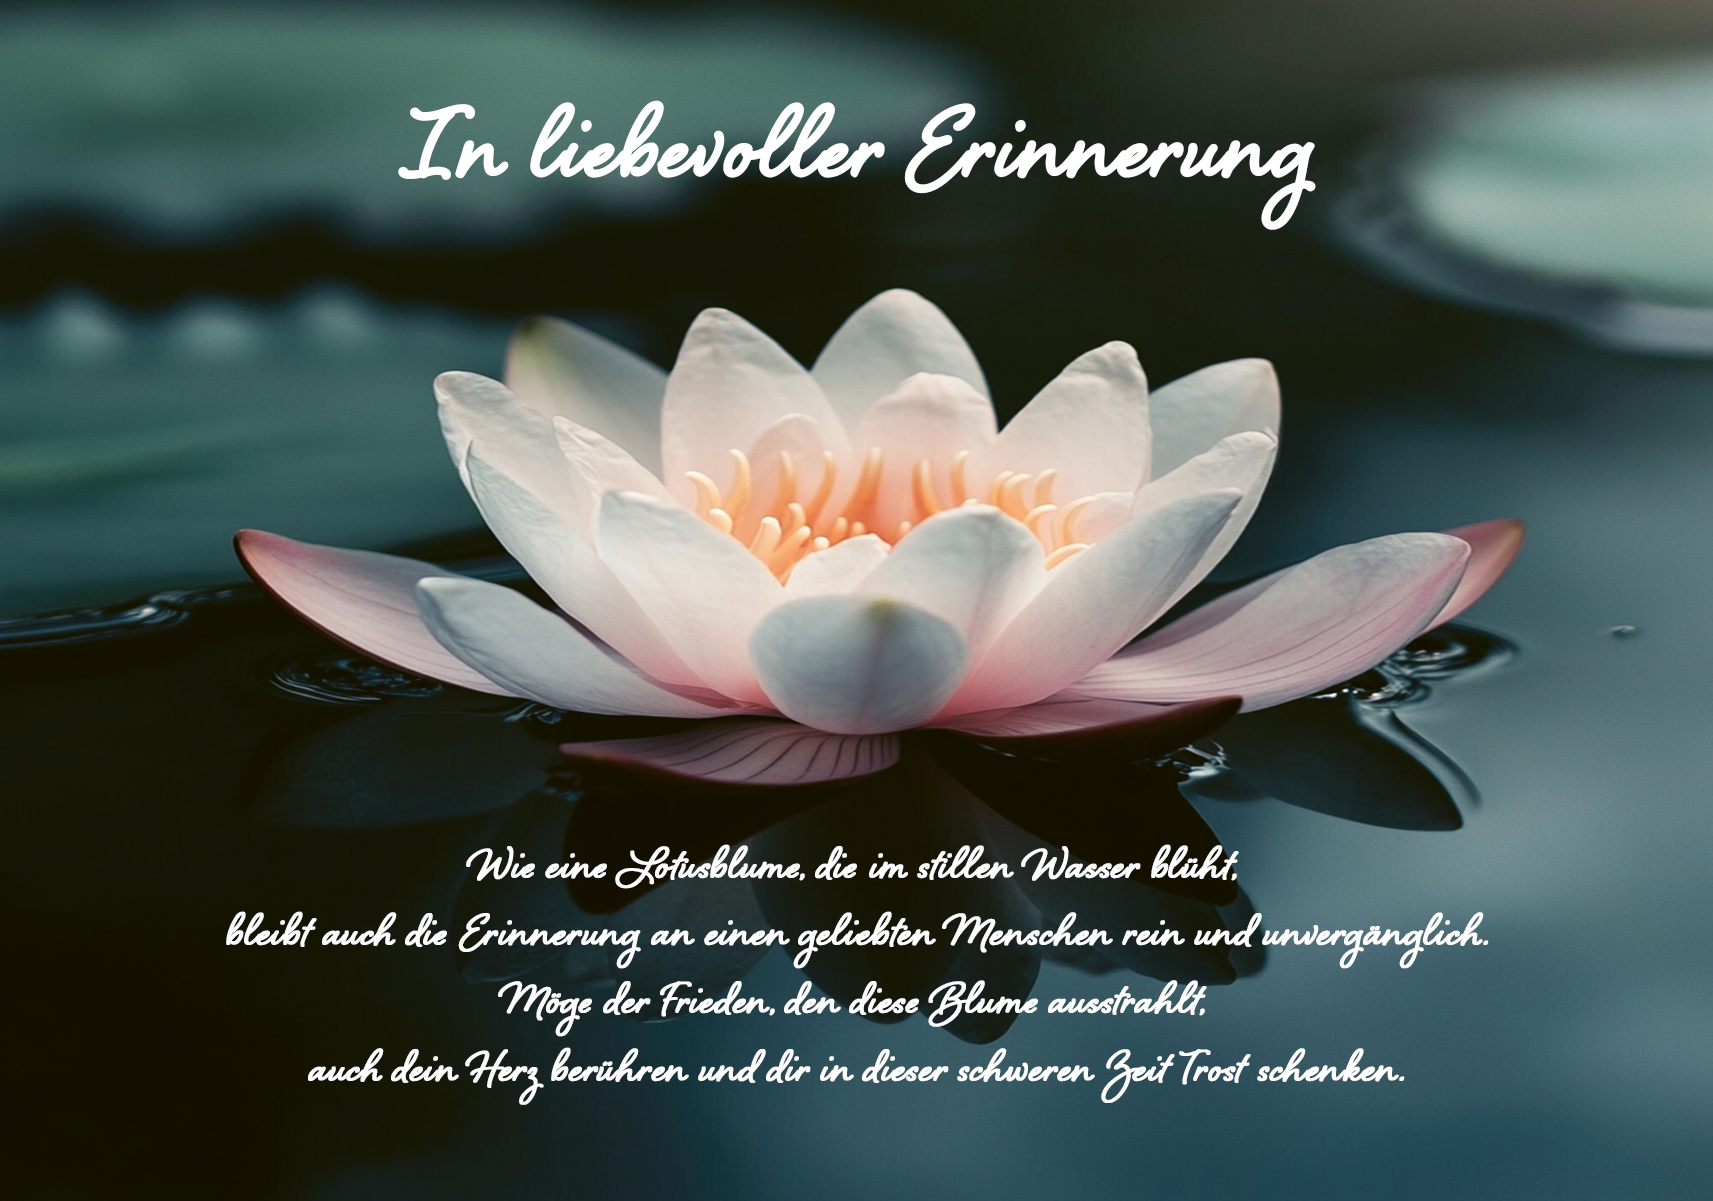 In liebevoller Erinnerung
Wie eine Lotusblume, die im stillen Wasser blüht,
bleibt auch die Erinnerung an einen geliebten Menschen rein und unvergänglich.
Möge der Frieden, den diese Blume ausstrahlt,
auch dein Herz berühren und dir in dieser schweren Zeit Trost schenken.